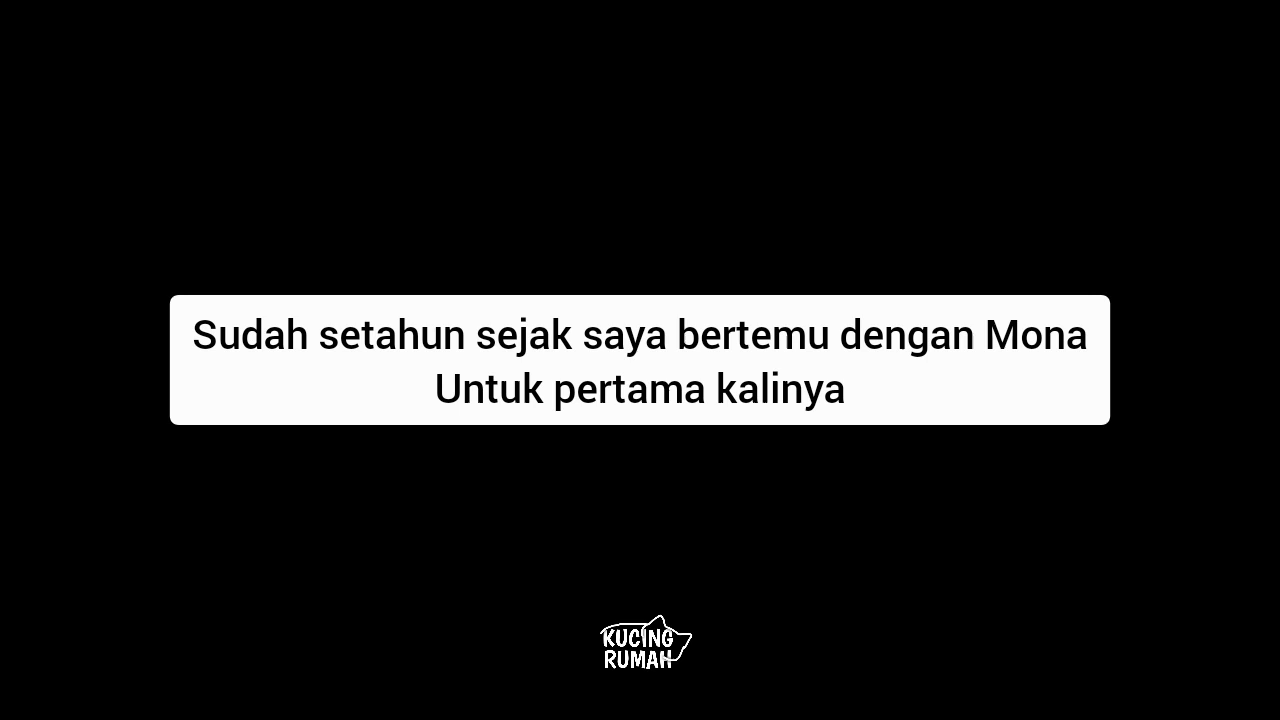 Sudah setahun sejak saya bertemu dengan Mona
Untuk pertama kalinya
KUCING
RUMAH